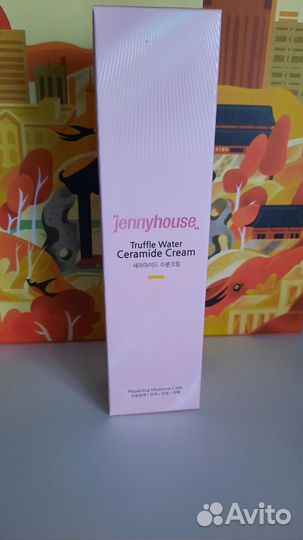 jennyhouse
Truffle Water
Ceramide Cream
세라마이드 수분크림
Repairing Moisture Care
Avito